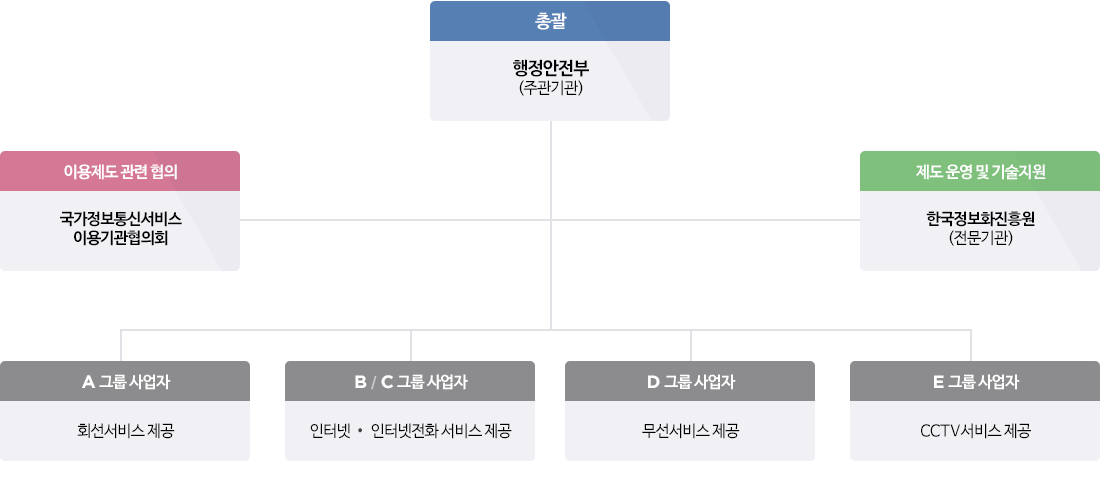 총괄
행정안전부
(주관기관)
이용제도 관련 협의
국가정보통신서비스
이용기관협의회
제도 운영 및 기술지원
한국정보화진흥원
(전문기관)
A 그룹 사업자
회선서비스 제공
B / C 그룹 사업자
인터넷 • 인터넷전화 서비스 제공
D 그룹 사업자
무선서비스 제공
E 그룹 사업자
CCTV서비스 제공